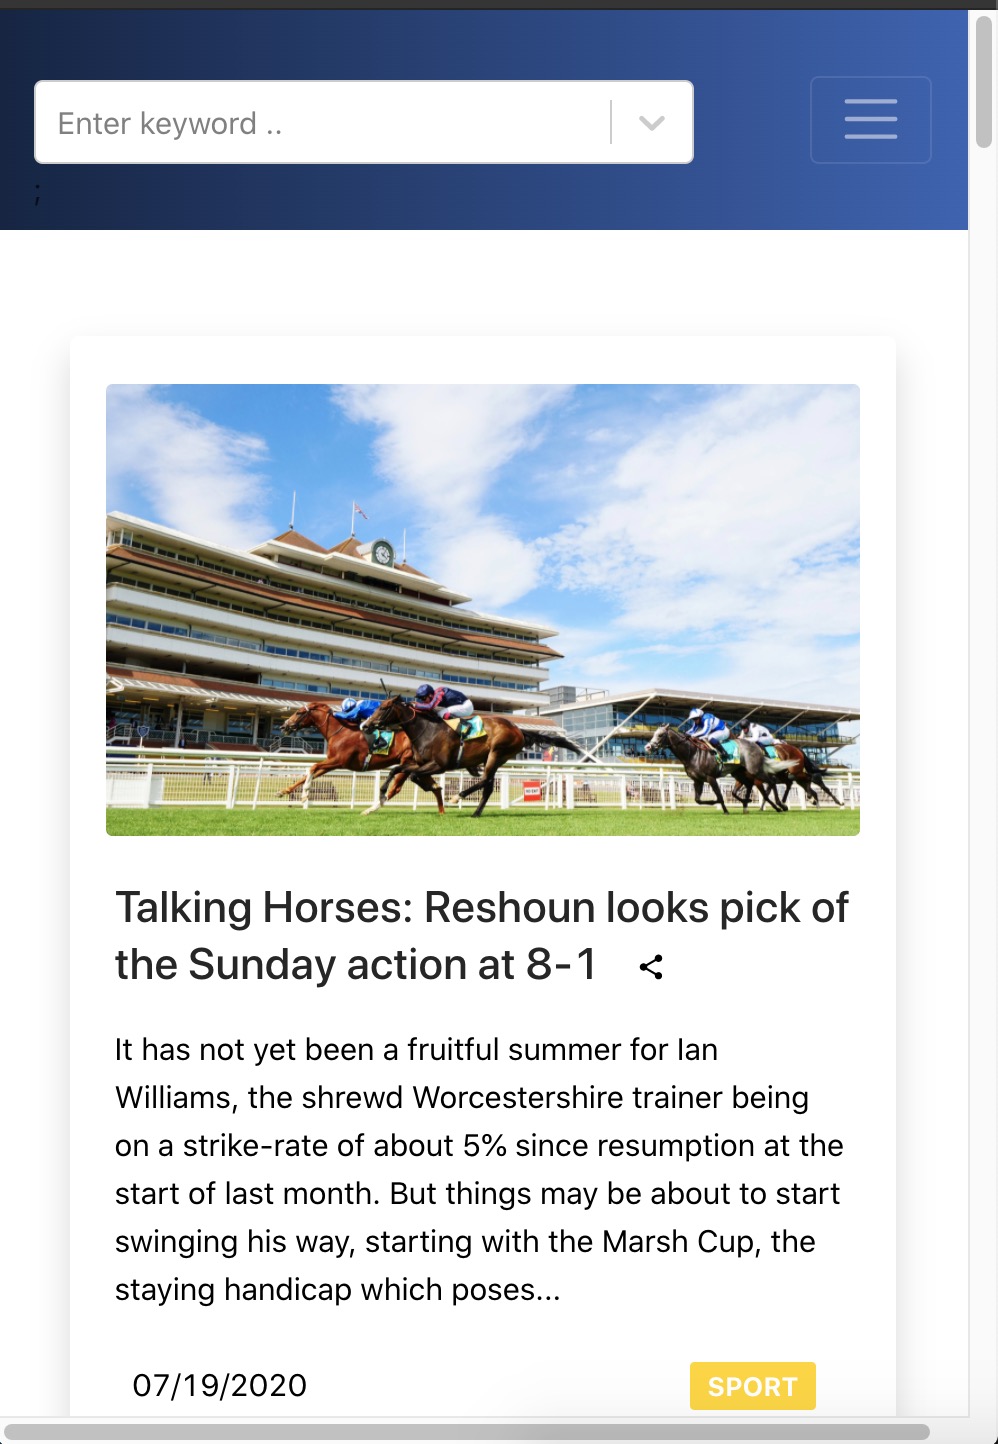 Enter keyword ..
;
Talking Horses: Reshoun looks pick of
the Sunday action at 8-1
It has not yet been a fruitful summer for Ian
Williams, the shrewd Worcestershire trainer being
on a strike-rate of about 5% since resumption at the
start of last month. But things may be about to start
swinging his way, starting with the Marsh Cup, the
staying handicap which poses...
07/19/2020
SPORT